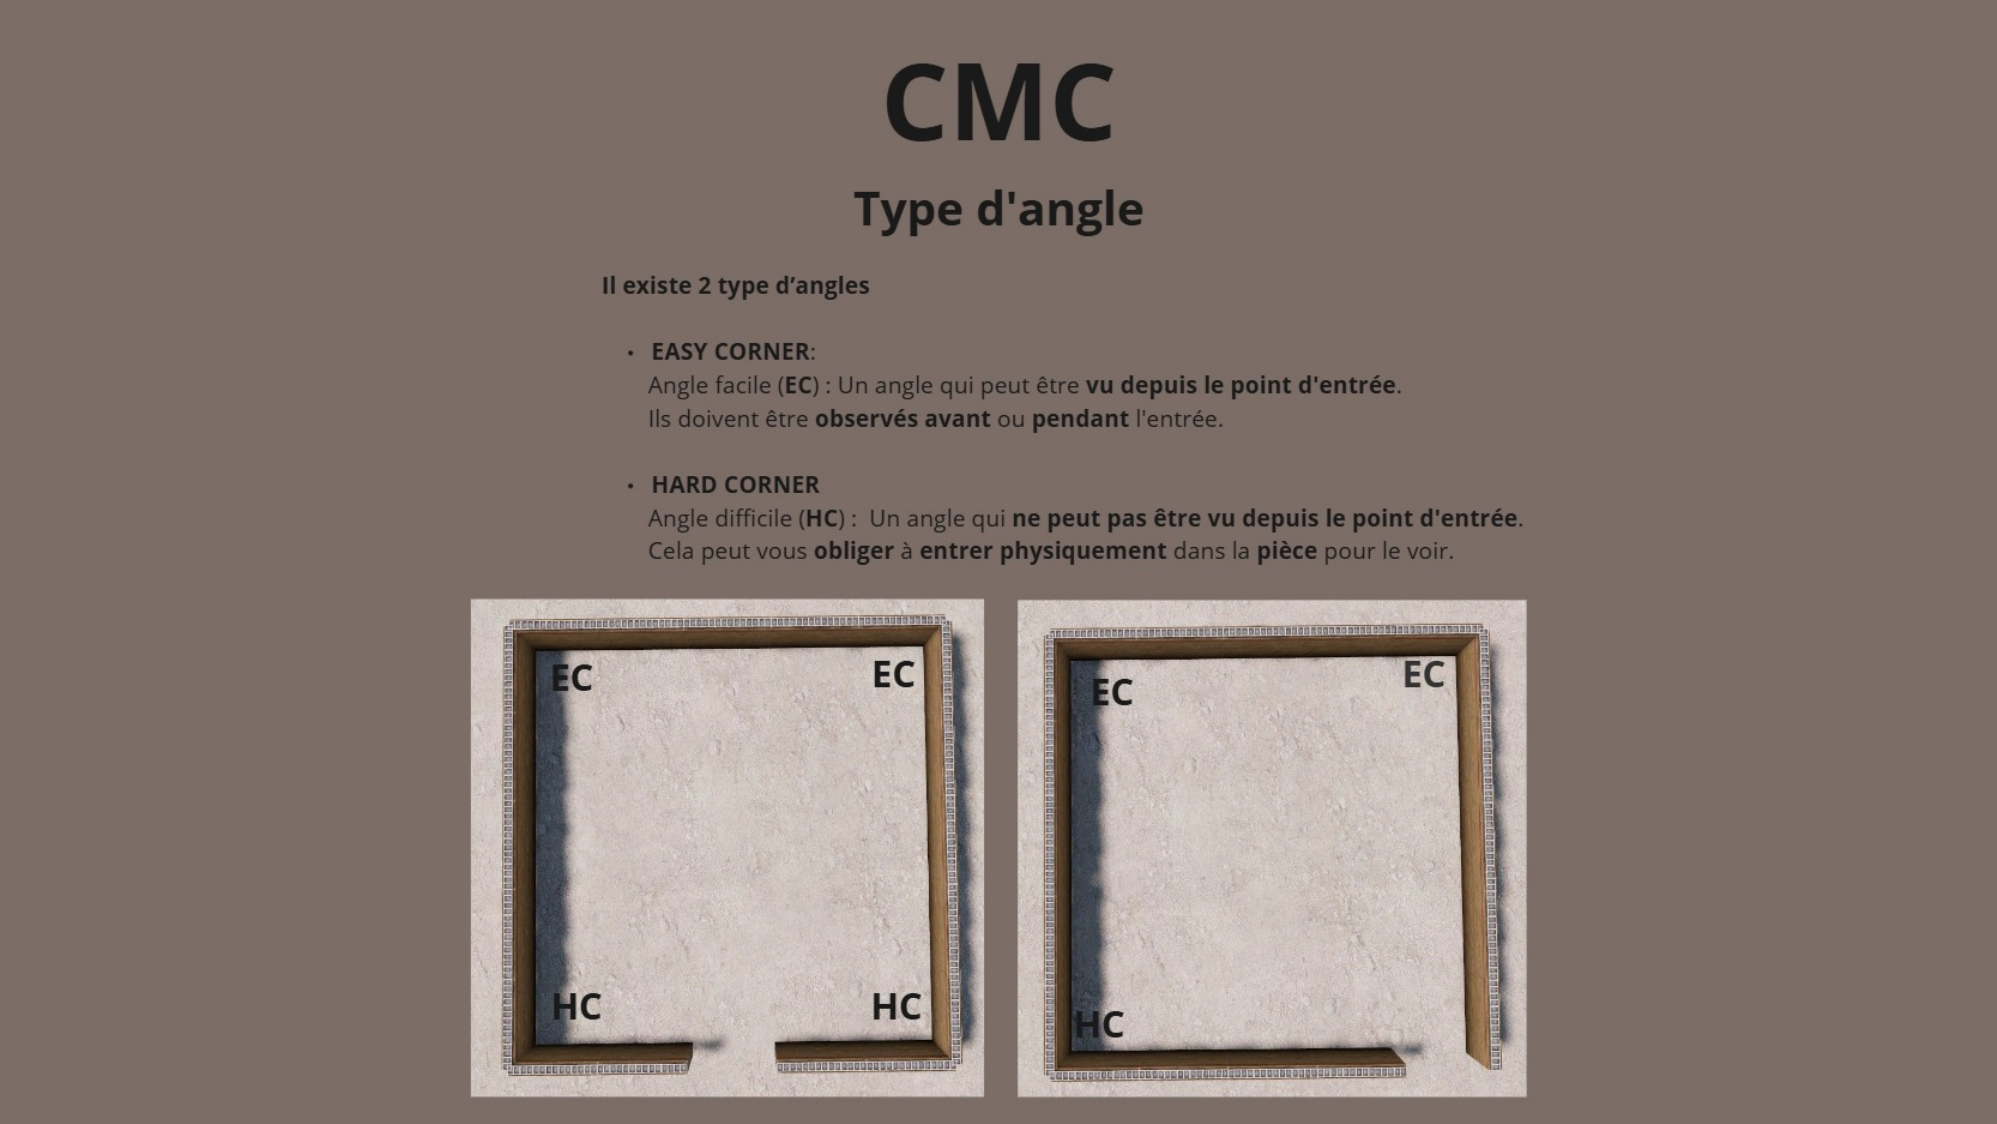 CMC
Type d'angle
Il existe 2 type d’angles
• EASY CORNER:
Angle facile (EC) : Un angle qui peut être vu depuis le point d'entrée.
Ils doivent être observés avant ou pendant l'entrée.
• HARD CORNER
Angle difficile (HC) : Un angle qui ne peut pas être vu depuis le point d'entrée.
Cela peut vous obliger à entrer physiquement dans la pièce pour le voir.
EC EC
HC HC
EC EC
HC